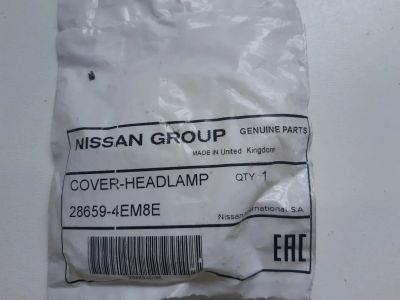 NISSAN GROUP GENUINE PARTS
MADE IN United Kingdom
COVER-HEADLAMP QTY 1
28659-4EM8E
Nissan International S.A.
EAC